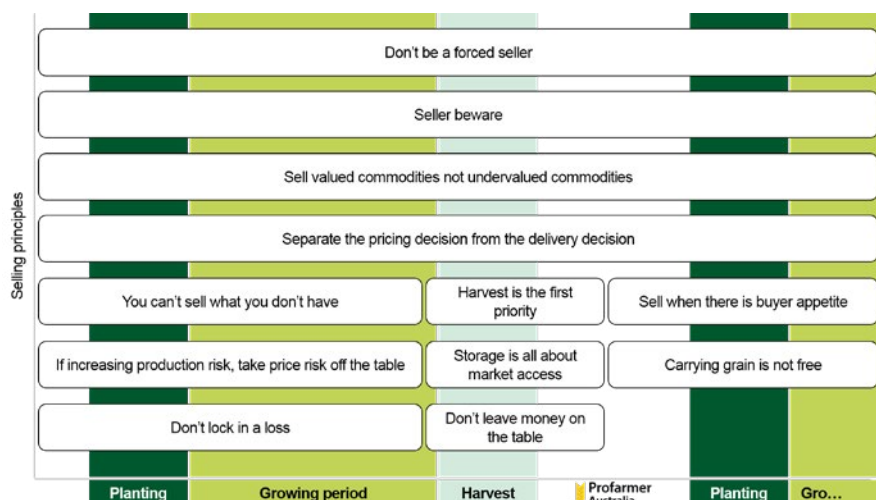 Don't be a forced seller
Seller beware
Sell valued commodities not undervalued commodities
Separate the pricing decision from the delivery decision
Selling principles
You can't sell what you don't have
Harvest is the first
priority
Sell when there is buyer appetite
If increasing production risk, take price risk off the table
Storage is all about
market access
Carrying grain is not free
Don't lock in a loss
Don't leave money on
the table
Planting
Growing period
Harvest
Profarmer
Australia
Planting
Gro...